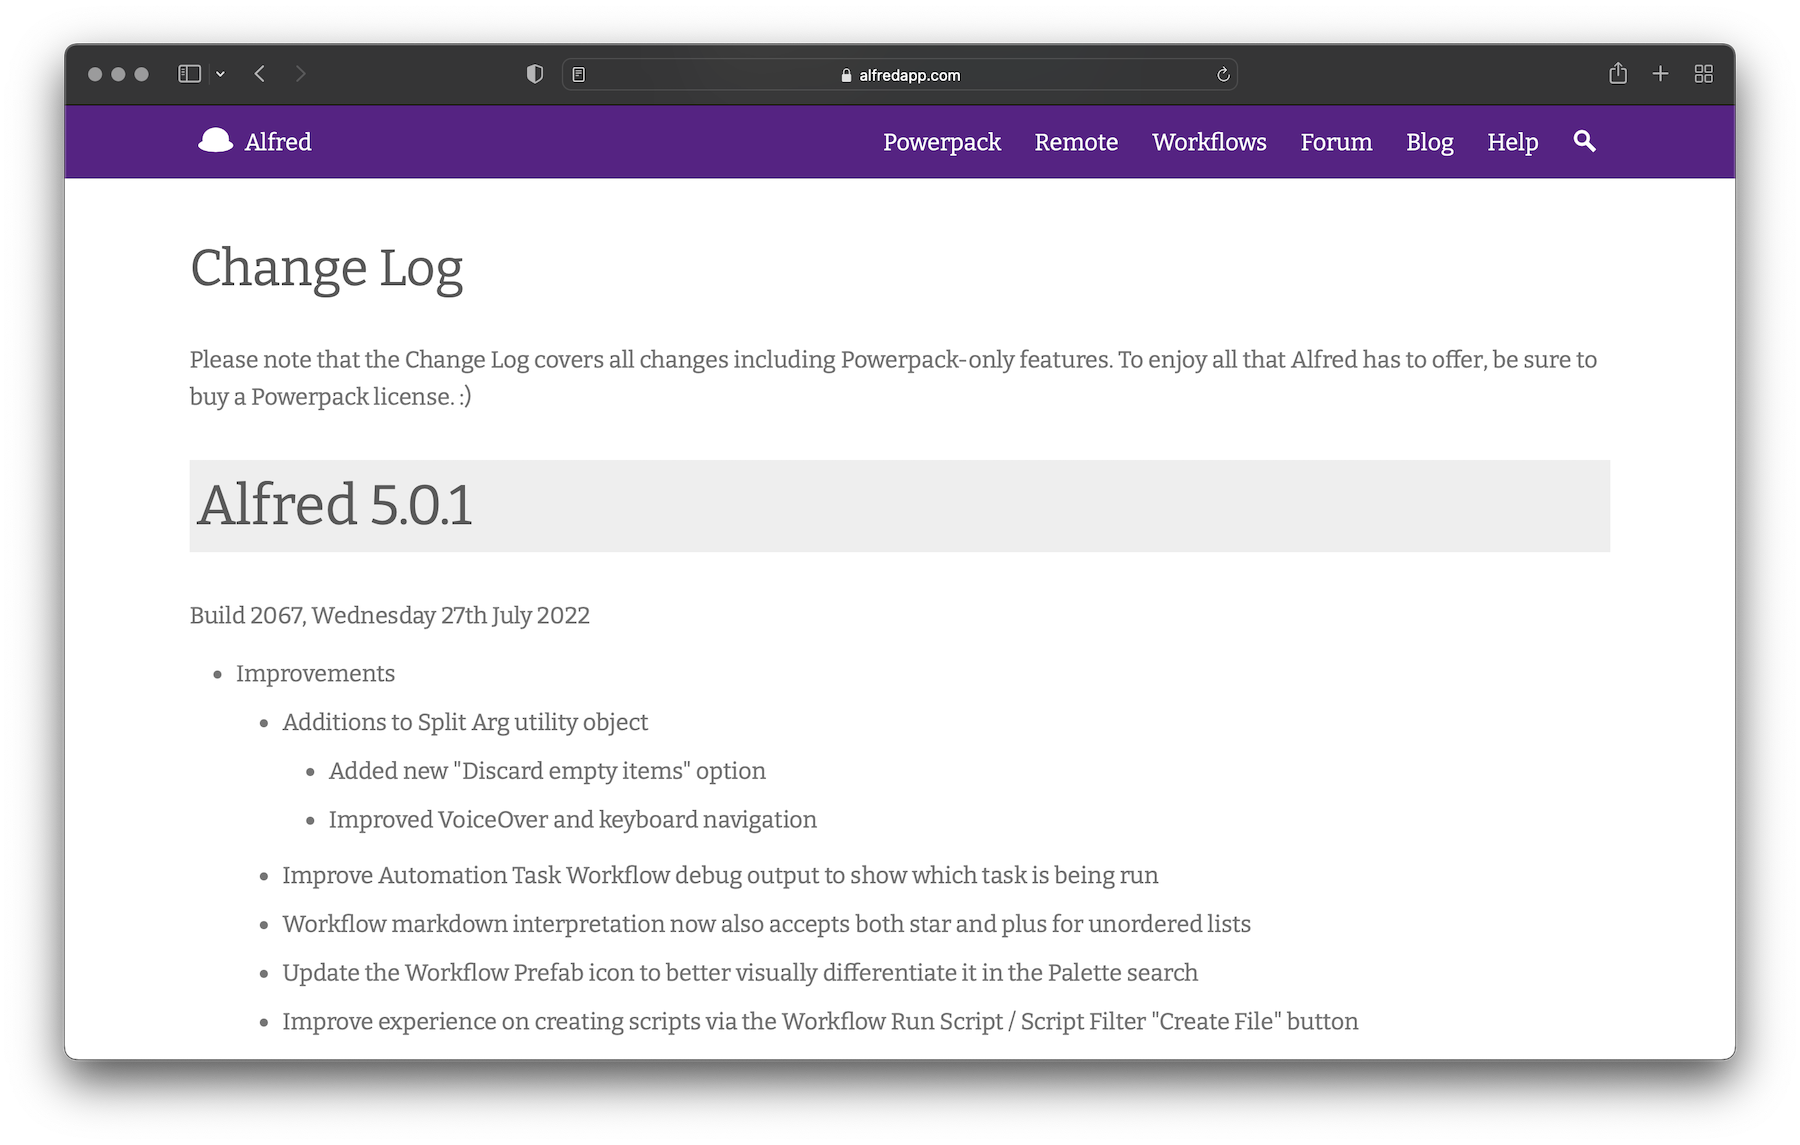 alfredapp.com
Alfred
Powerpack Remote Workflows Forum Blog Help
Change Log
Please note that the Change Log covers all changes including Powerpack-only features. To enjoy all that Alfred has to offer, be sure to
buy a Powerpack license. :)
Alfred 5.0.1
Build 2067, Wednesday 27th July 2022
Improvements
Additions to Split Arg utility object
Added new "Discard empty items" option
Improved VoiceOver and keyboard navigation
Improve Automation Task Workflow debug output to show which task is being run
Workflow markdown interpretation now also accepts both star and plus for unordered lists
Update the Workflow Prefab icon to better visually differentiate it in the Palette search
Improve experience on creating scripts via the Workflow Run Script / Script Filter "Create File" button